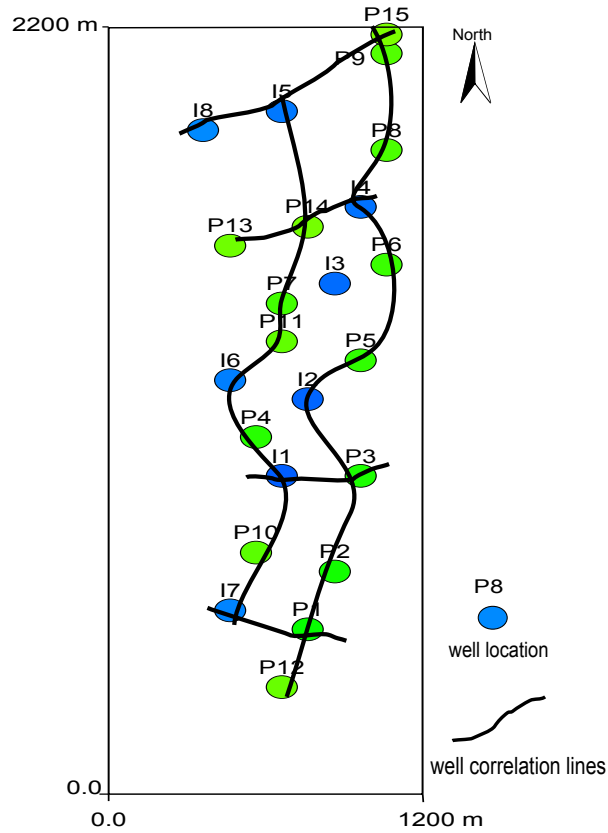 P15
2200 m
North
P9
I5
I8
P8
I4
P14
P13
P6
I3
P7
P11
P5
I6
I2
P4
I1
P3
P10
P2
I7
P8
P1
well location
P12
well correlation lines
0.0
0.0
1200 m